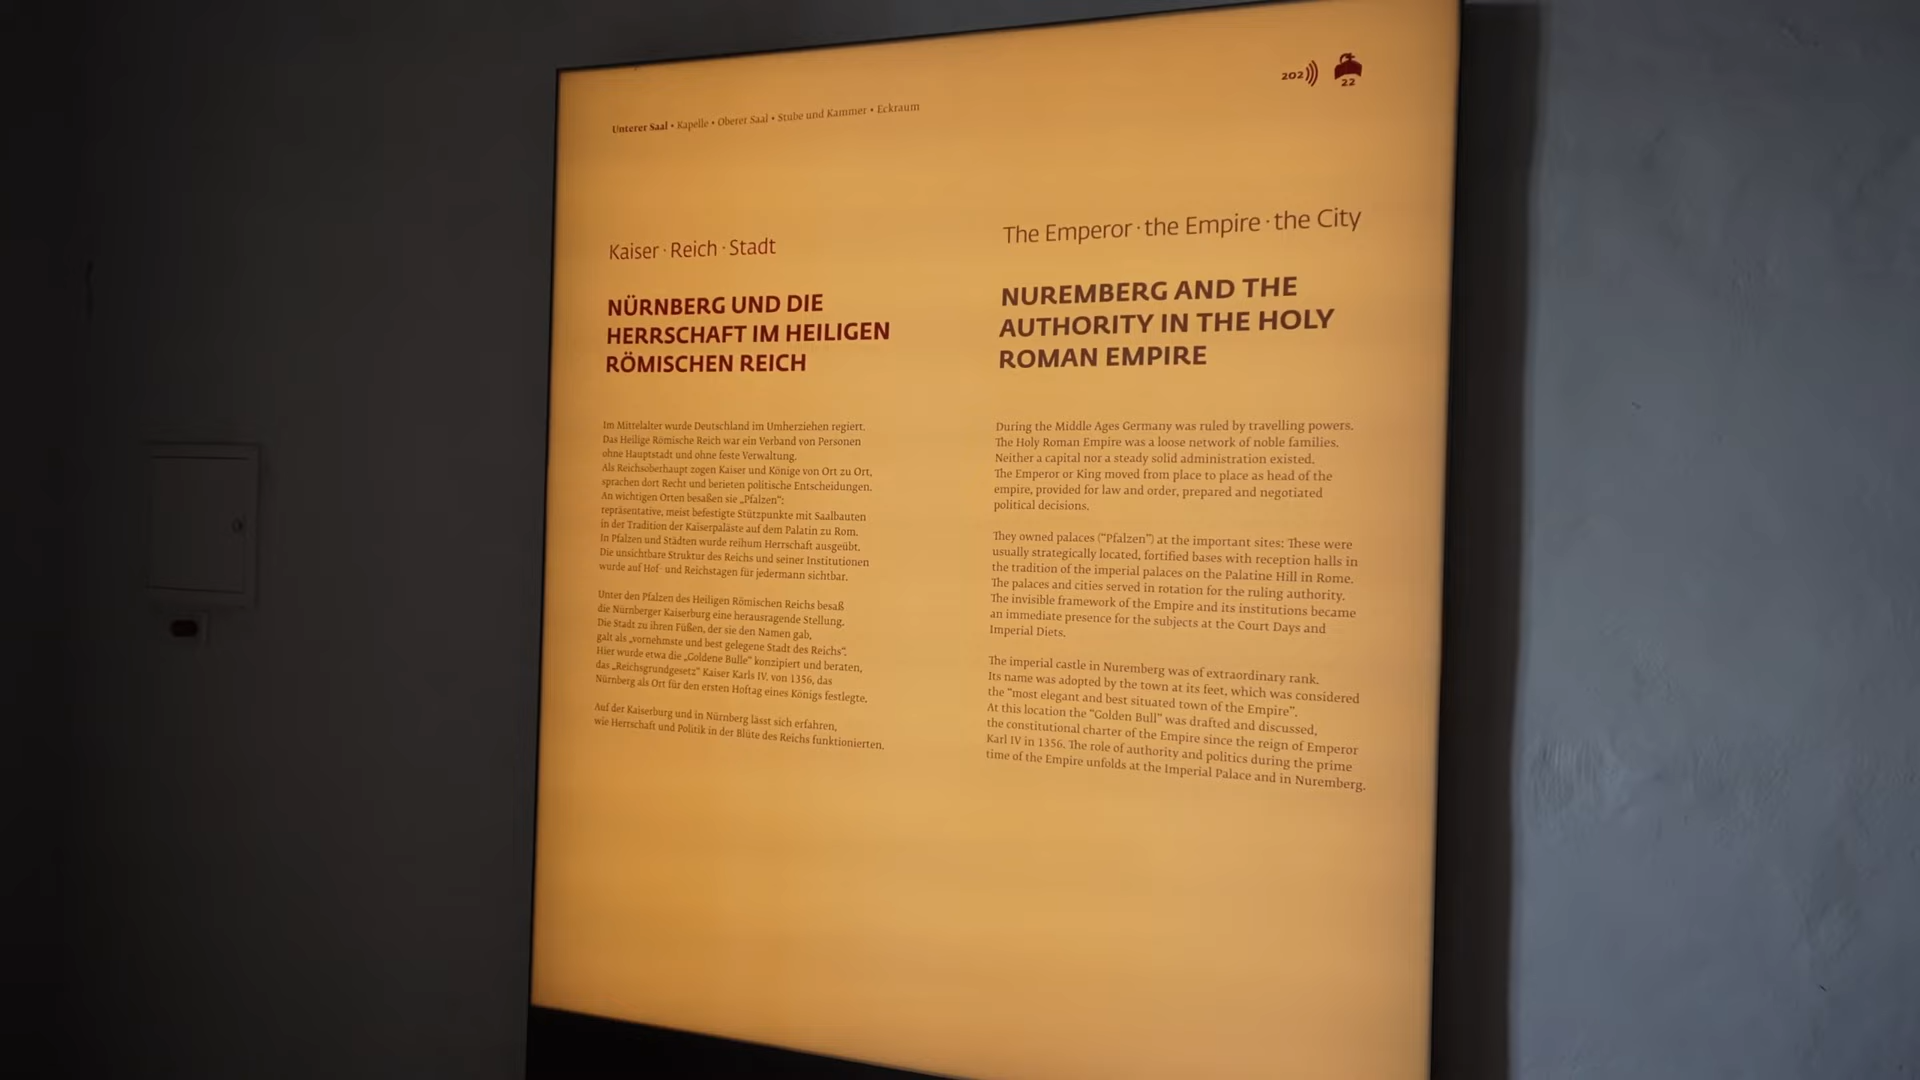 202
22
Unterer Saal • Kapelle • Oberer Saal • Stube und Kammer • Eckraum
Kaiser · Reich · Stadt
NÜRNBERG UND DIE
HERRSCHAFT IM HEILIGEN
RÖMISCHEN REICH
Im Mittelalter wurde Deutschland im Umherziehen regiert.
Das Heilige Römische Reich war ein Verband von Personen
ohne Hauptstadt und ohne feste Verwaltung.
Als Reichsoberhaupt zogen Kaiser und Könige von Ort zu Ort,
sprachen dort Recht und berieten politische Entscheidungen.
An wichtigen Orten besaßen sie „Pfalzen“:
repräsentative, meist befestigte Stützpunkte mit Saalbauten
in der Tradition der Kaiserpaläste auf dem Palatin zu Rom.
In Pfalzen und Städten wurde reihum Herrschaft ausgeübt.
Die unsichtbare Struktur des Reichs und seiner Institutionen
wurde auf Hof- und Reichstagen für jedermann sichtbar.
Unter den Pfalzen des Heiligen Römischen Reichs besaß
die Nürnberger Kaiserburg eine herausragende Stellung.
Die Stadt zu ihren Füßen, der sie den Namen gab,
galt als „vornehmste und best gelegene Stadt des Reichs“.
Hier wurde etwa die „Goldene Bulle“ konzipiert und beraten,
das „Reichsgrundgesetz“ Kaiser Karls IV. von 1356, das
Nürnberg als Ort für den ersten Hoftag eines Königs festlegte.
Auf der Kaiserburg und in Nürnberg lässt sich erfahren,
wie Herrschaft und Politik in der Blüte des Reichs funktionierten.
The Emperor · the Empire · the City
NUREMBERG AND THE
AUTHORITY IN THE HOLY
ROMAN EMPIRE
During the Middle Ages Germany was ruled by travelling powers.
The Holy Roman Empire was a loose network of noble families.
Neither a capital nor a steady solid administration existed.
The Emperor or King moved from place to place as head of the
empire, provided for law and order, prepared and negotiated
political decisions.
They owned palaces (“Pfalzen”) at the important sites: These were
usually strategically located, fortified bases with reception halls in
the tradition of the imperial palaces on the Palatine Hill in Rome.
The palaces and cities served in rotation for the ruling authority.
The invisible framework of the Empire and its institutions became
an immediate presence for the subjects at the Court Days and
Imperial Diets.
The imperial castle in Nuremberg was of extraordinary rank.
Its name was adopted by the town at its feet, which was considered
the “most elegant and best situated town of the Empire”.
At this location the “Golden Bull” was drafted and discussed,
the constitutional charter of the Empire since the reign of Emperor
Karl IV in 1356. The role of authority and politics during the prime
time of the Empire unfolds at the Imperial Palace and in Nuremberg.